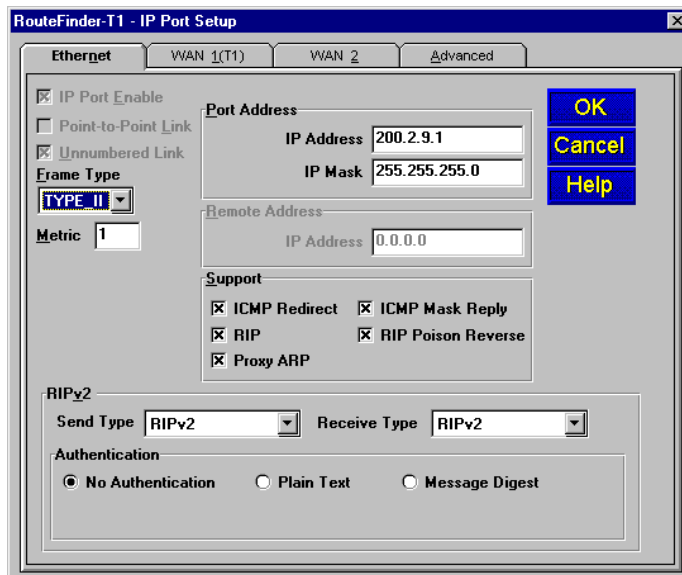 RouteFinder-T1 - IP Port Setup
Ethernet
WAN 1(T1)
WAN 2
Advanced
IP Port Enable
Point-to-Point Link
Unnumbered Link
Frame Type
TYPE_II
Metric 1
Port Address
IP Address 200.2.9.1
IP Mask 255.255.255.0
Remote Address
IP Address 0.0.0.0
Support
ICMP Redirect ICMP Mask Reply
RIP RIP Poison Reverse
Proxy ARP
OK
Cancel
Help
RIPv2
Send Type RIPv2 Receive Type RIPv2
Authentication
No Authentication Plain Text Message Digest